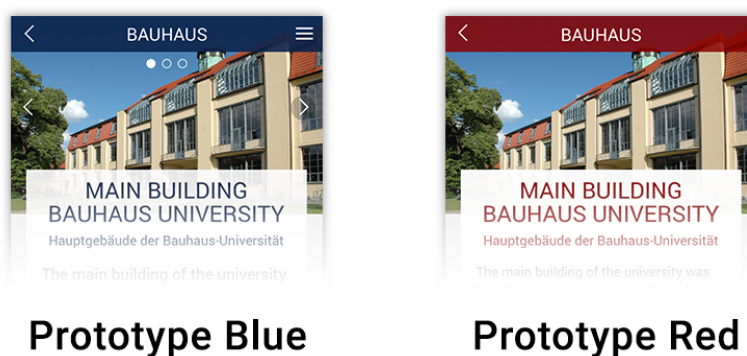 BAUHAUS
MAIN BUILDING
BAUHAUS UNIVERSITY
Hauptgebäude der Bauhaus-Universität
The main building of the university
Prototype Blue
BAUHAUS
MAIN BUILDING
BAUHAUS UNIVERSITY
Hauptgebäude der Bauhaus-Universität
The main building of the university was
Prototype Red